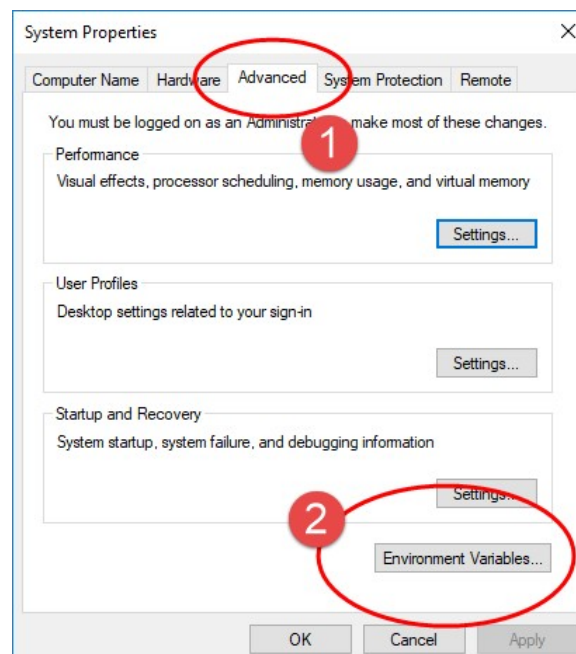 System Properties
Computer Name Hardware Advanced System Protection Remote
You must be logged on as an make most of these changes.
1
Performance
Visual effects, processor scheduling, memory usage, and virtual memory
Settings...
User Profiles
Desktop settings related to your sign-in
Settings...
Startup and Recovery
System startup, system failure, and debugging information
Settings...
2
Environment Variables...
OK Cancel Apply